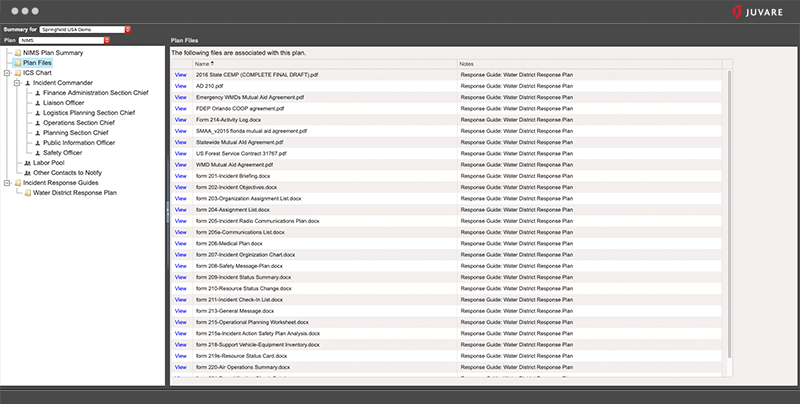 JUVARE
Summary for Springfield USA Demo
Plan NIMS
NIMS Plan Summary
Plan Files
ICS Chart
Incident Commander
Finance Administration Section Chief
Liaison Officer
Logistics Planning Section Chief
Operations Section Chief
Planning Section Chief
Public Information Officer
Safety Officer
Labor Pool
Other Contacts to Notify
Incident Response Guides
Water District Response Plan
Plan Files
The following files are associated with this plan.
Name Notes
View 2016 State CEMP (COMPLETE FINAL DRAFT).pdf Response Guide: Water District Response Plan
View AD 210.pdf Response Guide: Water District Response Plan
View Emergency WMDs Mutual Aid Agreement.pdf Response Guide: Water District Response Plan
View FDEP Orlando COOP agreement.pdf Response Guide: Water District Response Plan
View Form 214-Activity Log.docx Response Guide: Water District Response Plan
View SMAA_v2015 florida mutual aid agreement.pdf Response Guide: Water District Response Plan
View Statewide Mutual AId Agreement.pdf Response Guide: Water District Response Plan
View US Forest Service Contract 31767.pdf Response Guide: Water District Response Plan
View WMD Mutual Aid Agreement.pdf Response Guide: Water District Response Plan
View form 201-Incident Briefing.docx Response Guide: Water District Response Plan
View form 202-Incident Objectives.docx Response Guide: Water District Response Plan
View form 203-Organization Assignment List.docx Response Guide: Water District Response Plan
View form 204-Assignment List.docx Response Guide: Water District Response Plan
View form 205-Incident Radio Communications Plan.docx Response Guide: Water District Response Plan
View form 205a-Communications List.docx Response Guide: Water District Response Plan
View form 206-Medical Plan.docx Response Guide: Water District Response Plan
View form 207-Incident Orginization Chart.docx Response Guide: Water District Response Plan
View form 208-Safety Message-Plan.docx Response Guide: Water District Response Plan
View form 209-Incident Status Summary.docx Response Guide: Water District Response Plan
View form 210-Resource Status Change.docx Response Guide: Water District Response Plan
View form 211-Incident Check-In List.docx Response Guide: Water District Response Plan
View form 213-General Message.docx Response Guide: Water District Response Plan
View form 215-Operational Planning Worksheet.docx Response Guide: Water District Response Plan
View form 215a-Incident Action Safety Plan Analysis.docx Response Guide: Water District Response Plan
View form 218-Support Vehicle-Equipment Inventory.docx Response Guide: Water District Response Plan
View form 219s-Resource Status Card.docx Response Guide: Water District Response Plan
View form 220-Air Operations Summary.docx Response Guide: Water District Response Plan